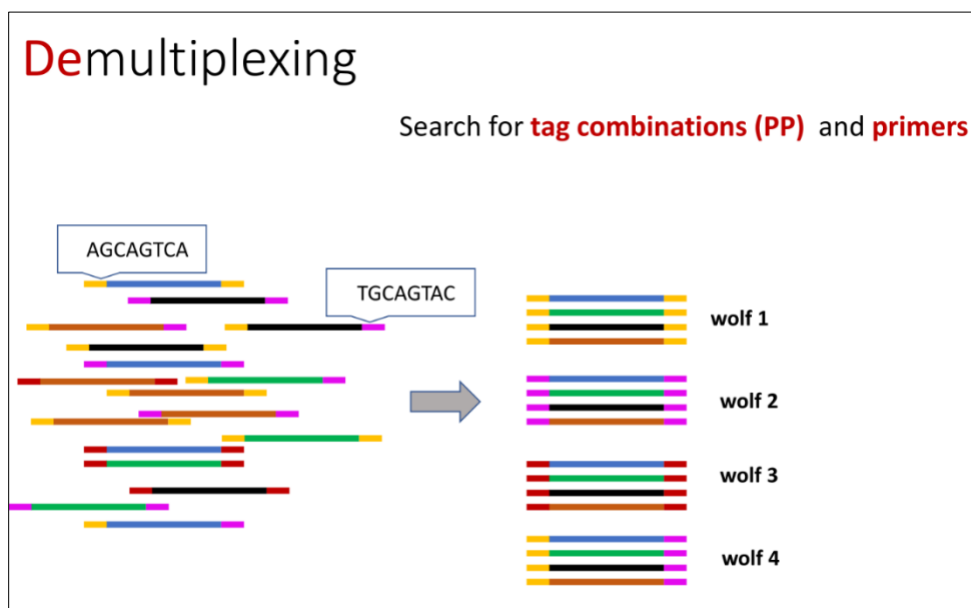 Demultiplexing
Search for tag combinations (PP) and primers
AGCAGTCA
TGCAGTAC
wolf 1
wolf 2
wolf 3
wolf 4